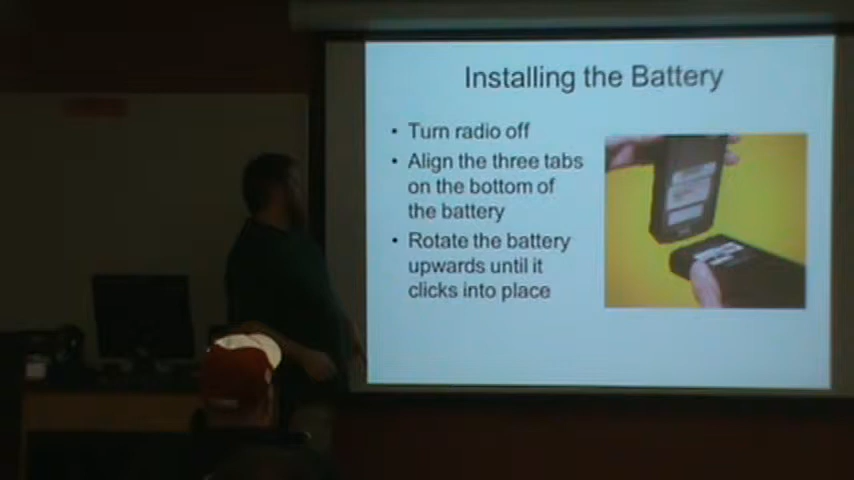 Installing the Battery
• Turn radio off
• Align the three tabs
on the bottom of
the battery
• Rotate the battery
upwards until it
clicks into place